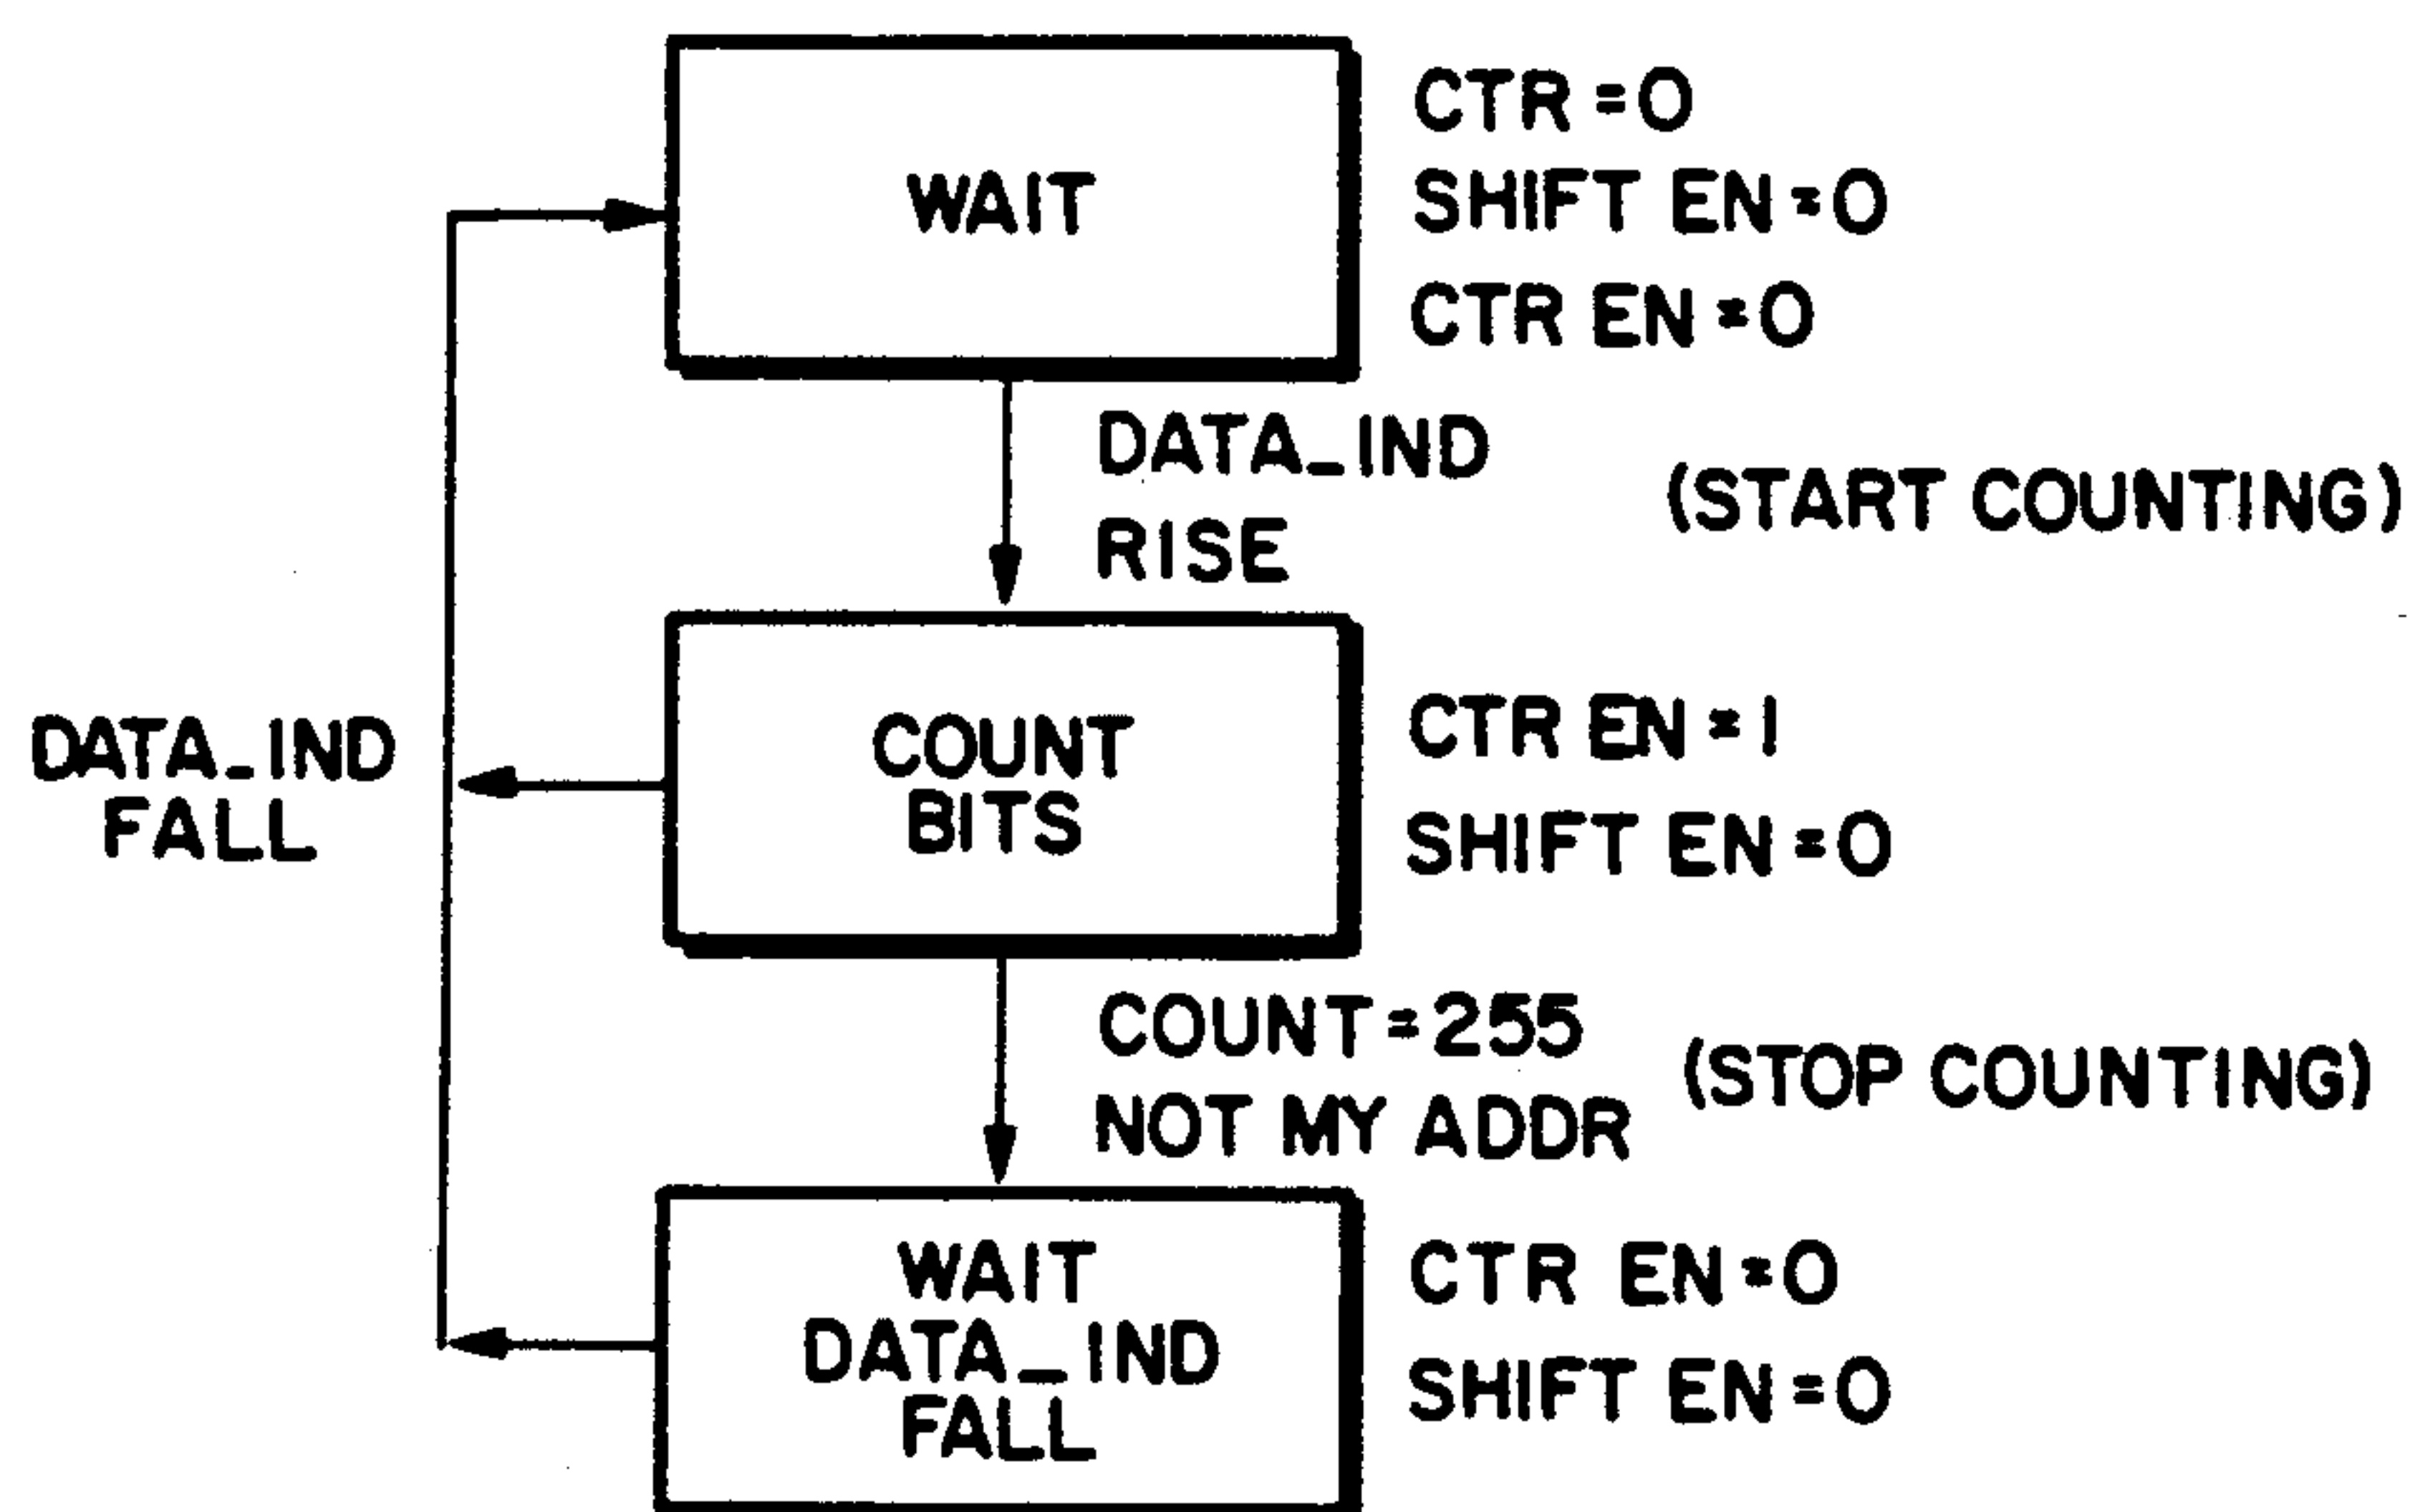 WAIT
CTR=0
SHIFT EN=0
CTR EN=0
DATA_IND
RISE
(START COUNTING)
DATA_IND
FALL
COUNT
BITS
CTR EN=1
SHIFT EN=0
COUNT=255
NOT MY ADDR
(STOP COUNTING)
WAIT
DATA_IND
FALL
CTR EN=0
SHIFT EN=0